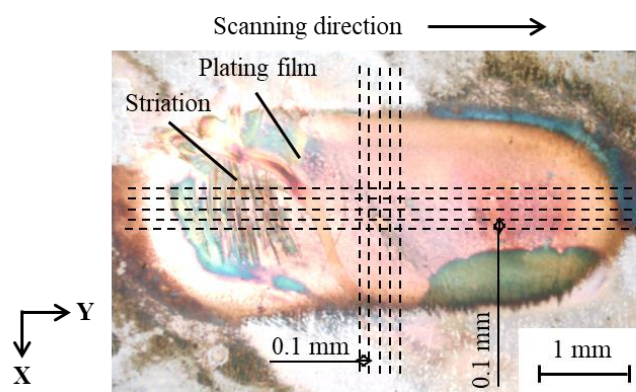 Scanning direction
Plating film
Striation
Y
X
0.1 mm
0.1 mm
1 mm